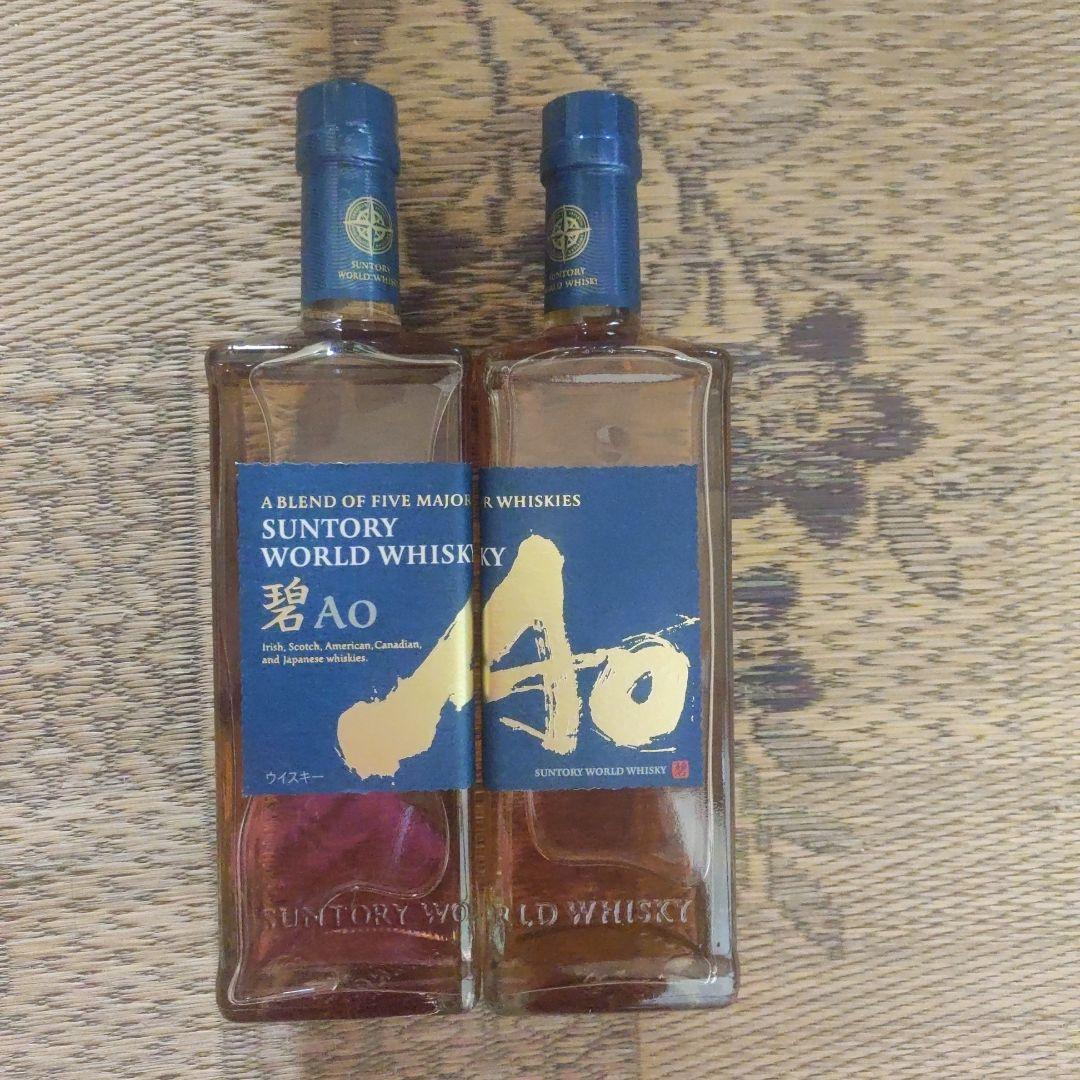 SUNTORY
WORLD WHISKY
SUNTORY
WORLD WHISKY
A BLEND OF FIVE MAJOR
R WHISKIES
SUNTORY
WORLD WHISK
KY
碧 AO
Irish, Scotch, American, Canadian,
and Japanese whiskies.
Ao
ウイスキー
SUNTORY WORLD WHISKY
SUNTORY WO
RLD WHISKY